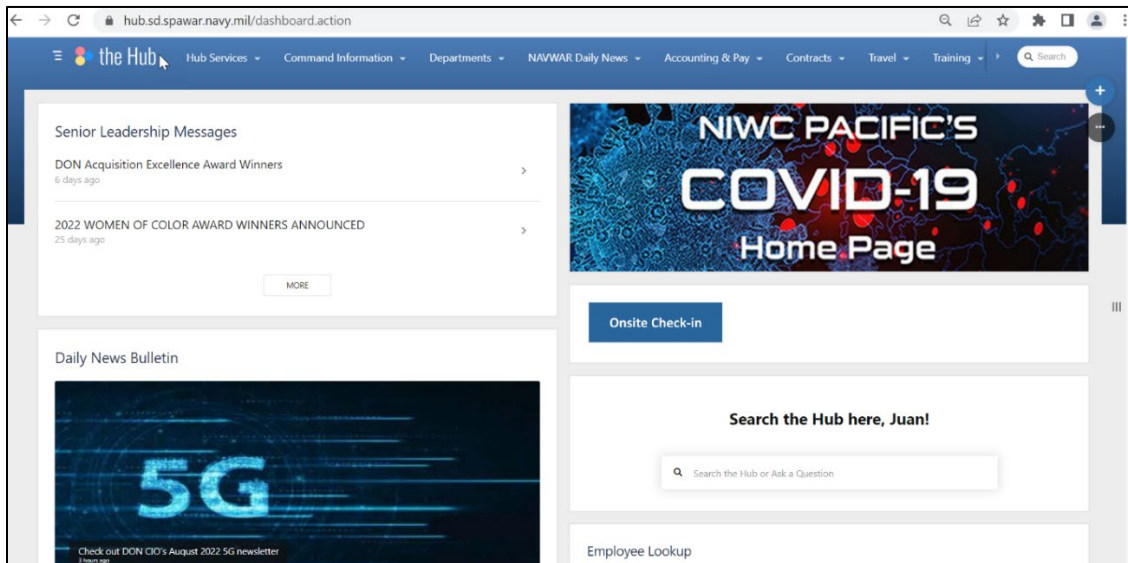 hub.sd.spawar.navy.mil/dashboard.action
the Hub
Hub Services
Command Information
Departments
NAVWAR Daily News
Accounting & Pay
Contracts
Travel
Training
Search
Senior Leadership Messages
DON Acquisition Excellence Award Winners
6 days ago
2022 WOMEN OF COLOR AWARD WINNERS ANNOUNCED
25 days ago
MORE
Daily News Bulletin
5G
Check out DON CIO's August 2022 5G newsletter
3 hours ago
NIWC PACIFIC'S
COVID-19
Home Page
Onsite Check-in
Search the Hub here, Juan!
Search the Hub or Ask a Question
Employee Lookup